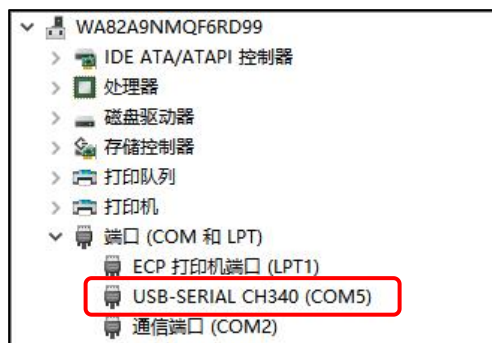 WA82A9NMQF6RD99
IDE ATA/ATAPI 控制器
处理器
磁盘驱动器
存储控制器
打印队列
打印机
端口 (COM 和 LPT)
ECP 打印机端口 (LPT1)
USB-SERIAL CH340 (COM5)
通信端口 (COM2)